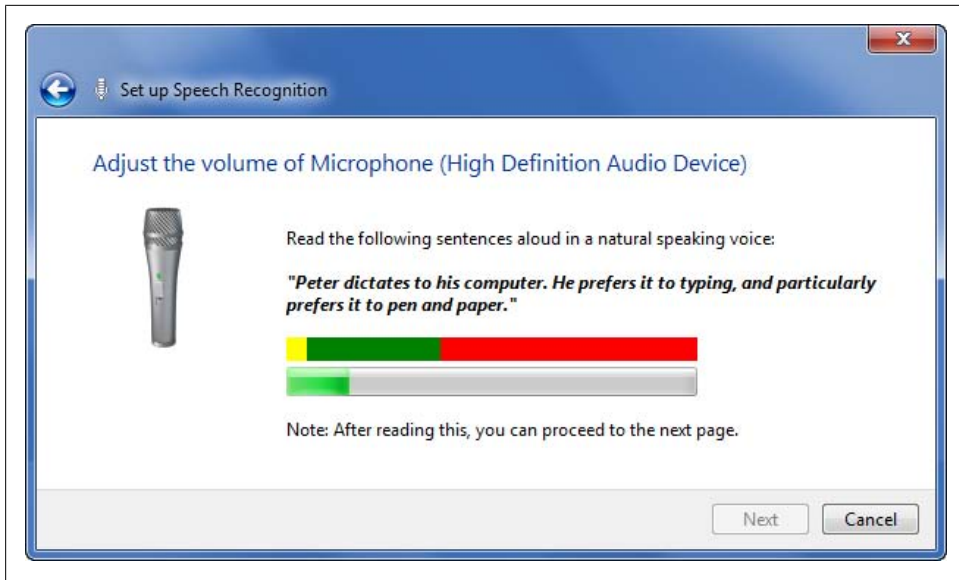 Set up Speech Recognition
Adjust the volume of Microphone (High Definition Audio Device)
Read the following sentences aloud in a natural speaking voice:
"Peter dictates to his computer. He prefers it to typing, and particularly
prefers it to pen and paper."
Note: After reading this, you can proceed to the next page.
Next
Cancel